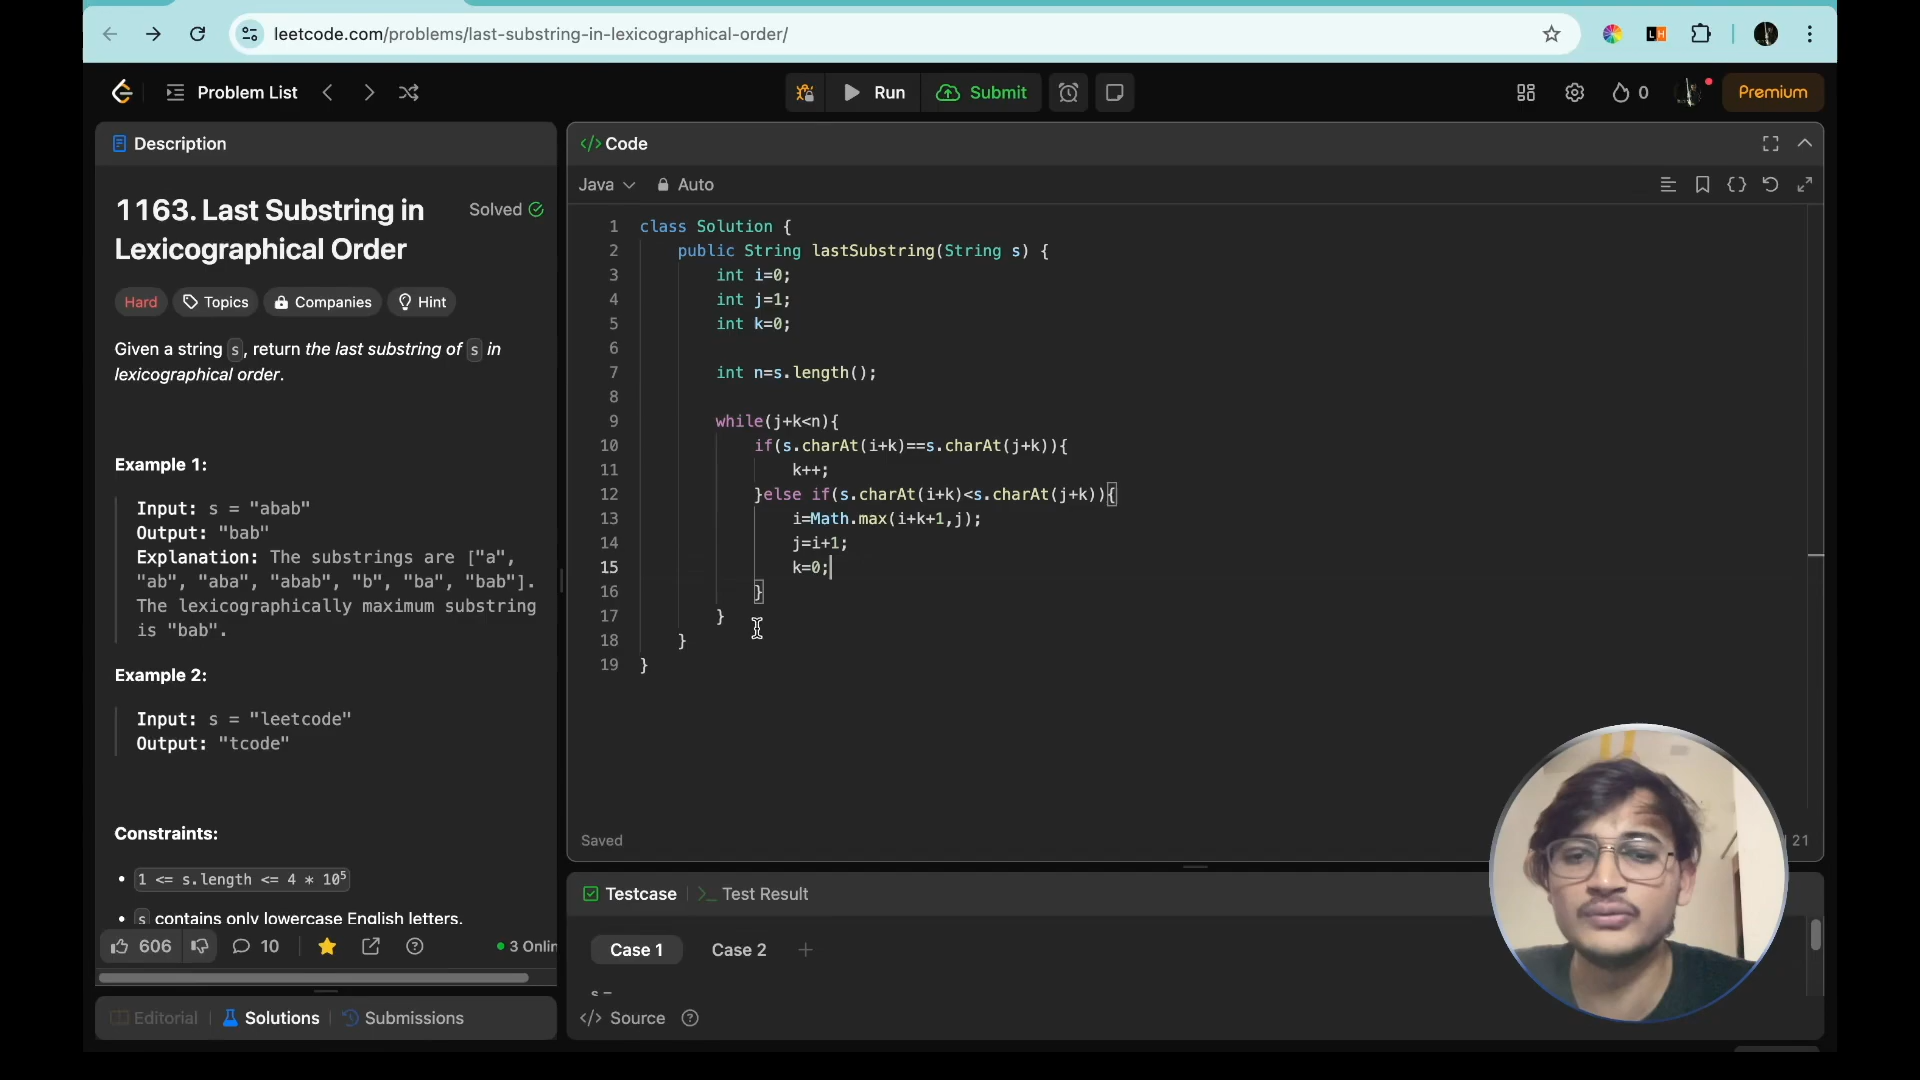 leetcode.com/problems/last-substring-in-lexicographical-order/
Problem List
Run
Submit
0
Premium
Description
1163. Last Substring in
Lexicographical Order
Solved
Hard
Topics
Companies
Hint
Given a string s, return the last substring of s in
lexicographical order.
Example 1:
Input: s = "abab"
Output: "bab"
Explanation: The substrings are ["a",
"ab", "aba", "abab", "b", "ba", "bab"].
The lexicographically maximum substring
is "bab".
Example 2:
Input: s = "leetcode"
Output: "tcode"
Constraints:
• 1 <= s.length <= 4 * 10⁵
• s contains only lowercase English letters.
606
10
3 Onlin
Editorial
Solutions
Submissions
</> Code
Java
Auto
1 class Solution {
2 public String lastSubstring(String s) {
3 int i=0;
4 int j=1;
5 int k=0;
6
7 int n=s.length();
8
9 while(j+k<n){
10 if(s.charAt(i+k)==s.charAt(j+k)){
11 k++;
12 }else if(s.charAt(i+k)<s.charAt(j+k)){
13 i=Math.max(i+k+1,j);
14 j=i+1;
15 k=0;
16 }
17 }
18 }
19 }
Saved
21
Testcase
>_ Test Result
Case 1
Case 2
+
s =
</> Source